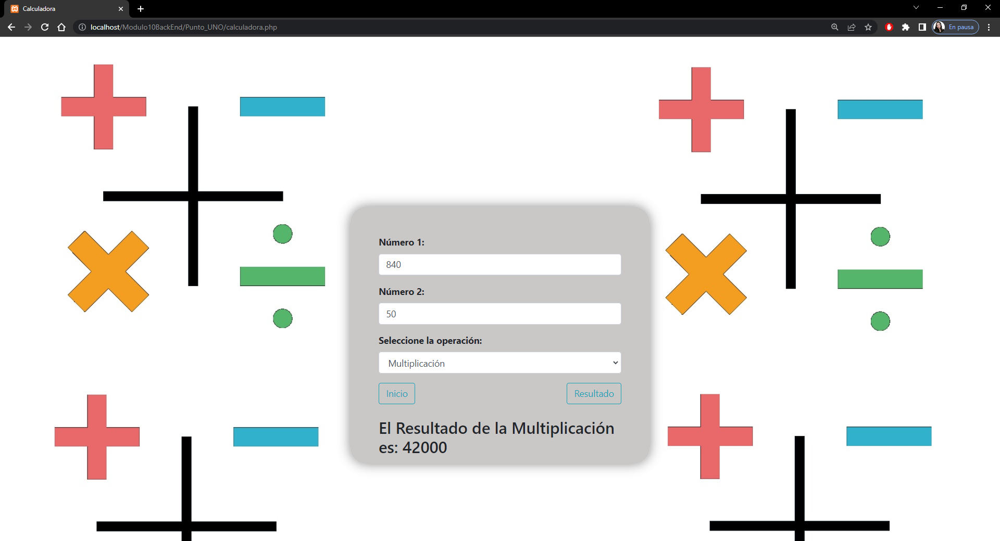 Calculadora
localhost/Modulo10BackEnd/Punto_UNO/calculadora.php
En pausa
Número 1:
840
Número 2:
50
Seleccione la operación:
Multiplicación
Inicio
Resultado
El Resultado de la Multiplicación
es: 42000